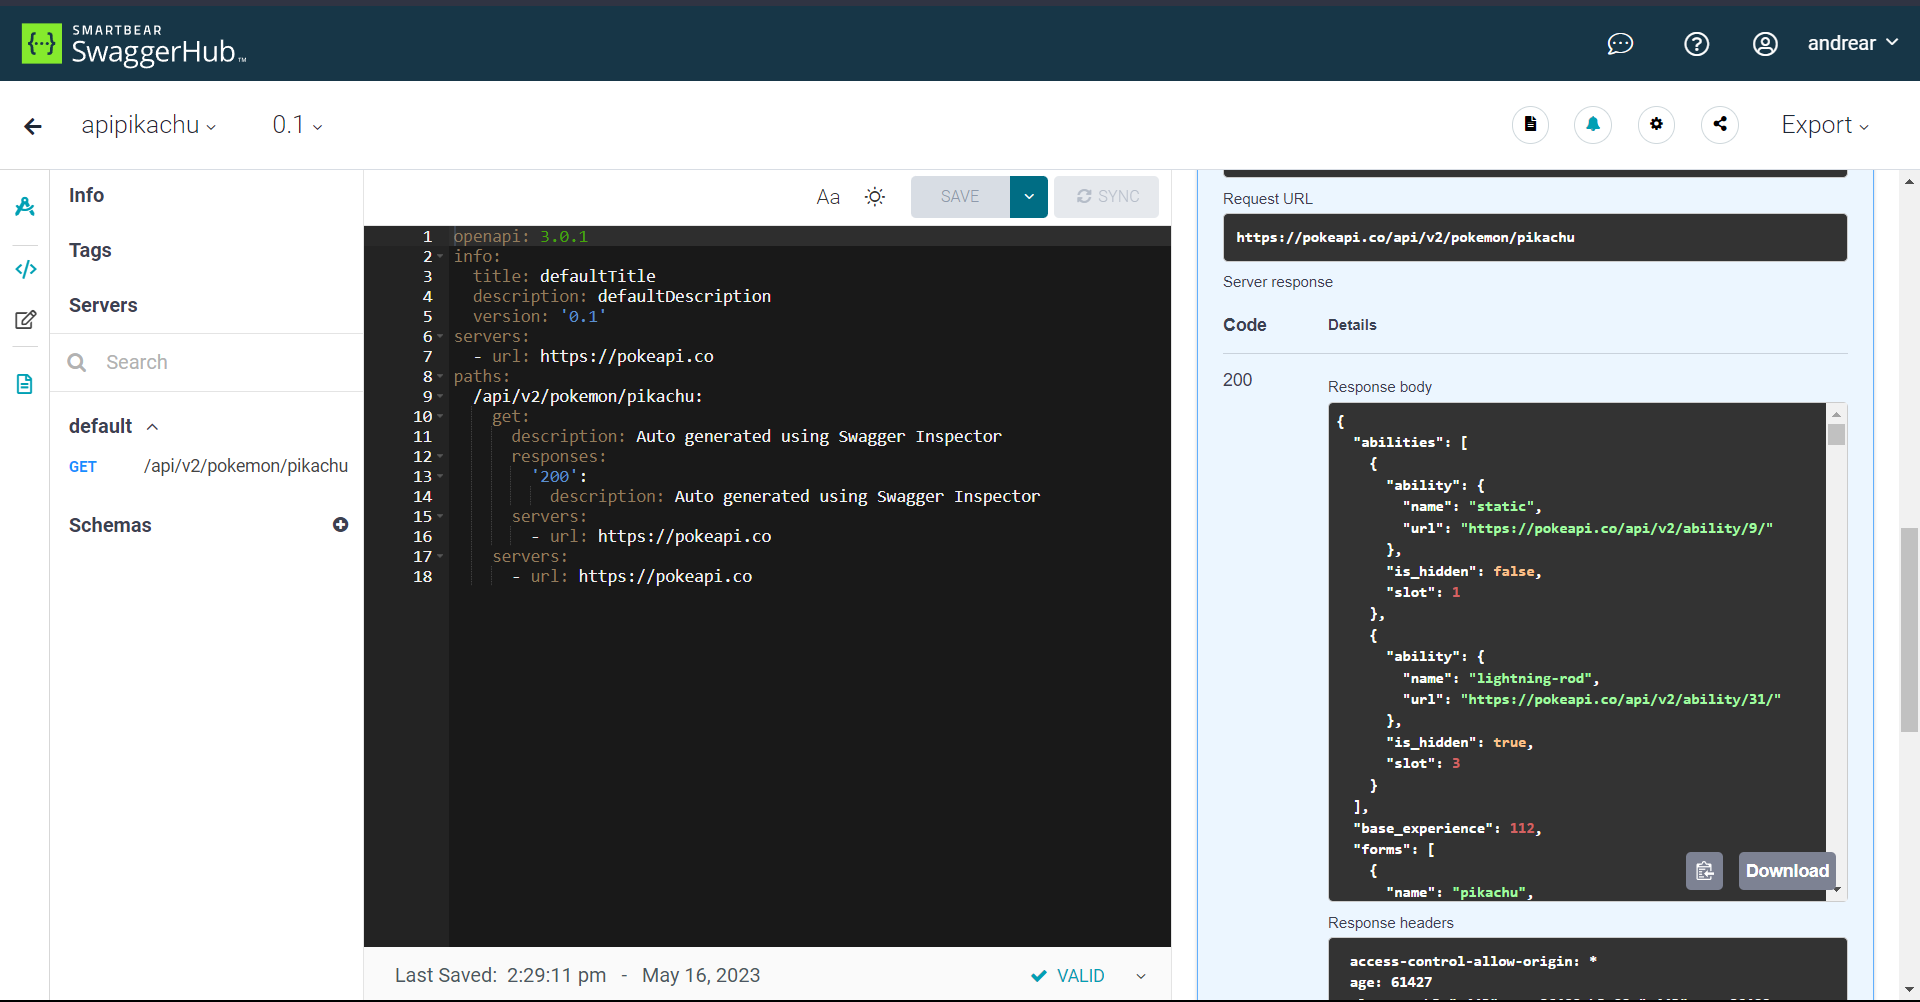 SMARTBEAR
SwaggerHub™
andrear
apipikachu
0.1
Export
Info
Tags
Servers
Search
default
GET /api/v2/pokemon/pikachu
Schemas
Aa
SAVE
SYNC
1 openapi: 3.0.1
2 info:
3 title: defaultTitle
4 description: defaultDescription
5 version: '0.1'
6 servers:
7 - url: https://pokeapi.co
8 paths:
9 /api/v2/pokemon/pikachu:
10 get:
11 description: Auto generated using Swagger Inspector
12 responses:
13 '200':
14 description: Auto generated using Swagger Inspector
15 servers:
16 - url: https://pokeapi.co
17 servers:
18 - url: https://pokeapi.co
Last Saved: 2:29:11 pm - May 16, 2023
VALID
Request URL
https://pokeapi.co/api/v2/pokemon/pikachu
Server response
Code Details
200
Response body
{
"abilities": [
{
"ability": {
"name": "static",
"url": "https://pokeapi.co/api/v2/ability/9/"
},
"is_hidden": false,
"slot": 1
},
{
"ability": {
"name": "lightning-rod",
"url": "https://pokeapi.co/api/v2/ability/31/"
},
"is_hidden": true,
"slot": 3
}
],
"base_experience": 112,
"forms": [
{
"name": "pikachu",
Download
Response headers
access-control-allow-origin: *
age: 61427